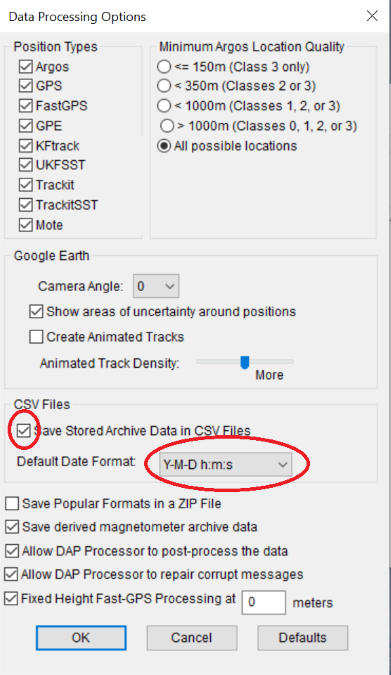 Data Processing Options
Position Types
Argos
GPS
FastGPS
GPE
KFtrack
UKFSST
Trackit
TrackitSST
Mote
Minimum Argos Location Quality
<= 150m (Class 3 only)
< 350m (Classes 2 or 3)
< 1000m (Classes 1, 2, or 3)
> 1000m (Classes 0, 1, 2, or 3)
All possible locations
Google Earth
Camera Angle: 0
Show areas of uncertainty around positions
Create Animated Tracks
Animated Track Density:
More
CSV Files
Save Stored Archive Data in CSV Files
Default Date Format: Y-M-D h:m:s
Save Popular Formats in a ZIP File
Save derived magnetometer archive data
Allow DAP Processor to post-process the data
Allow DAP Processor to repair corrupt messages
Fixed Height Fast-GPS Processing at 0 meters
OK Cancel Defaults